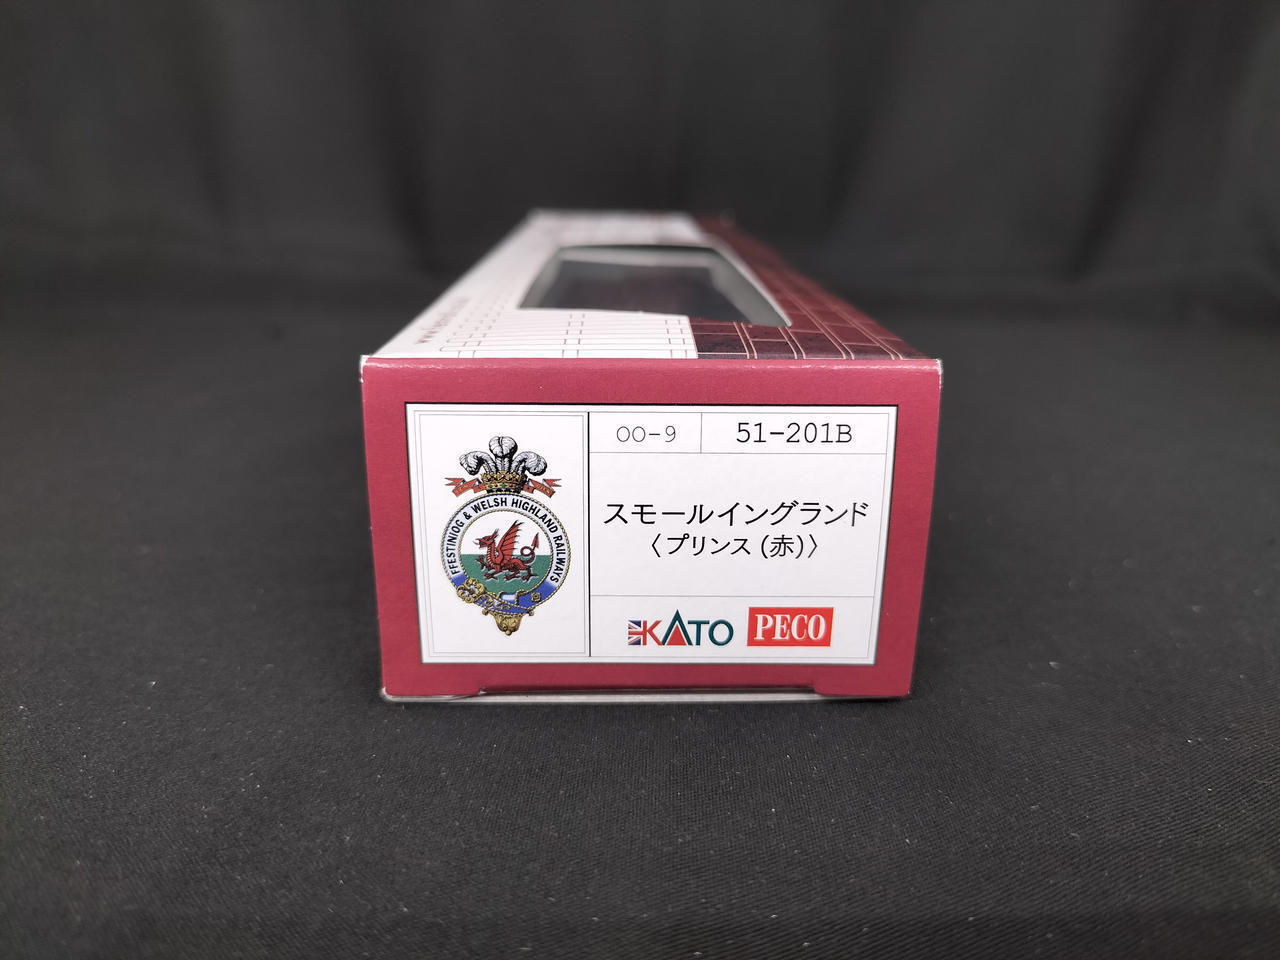 OO-9
51-201B
FFESTINIOG & WELSH HIGHLAND RAILWAYS
スモールイングランド
〈プリンス(赤)〉
KATO
PECO